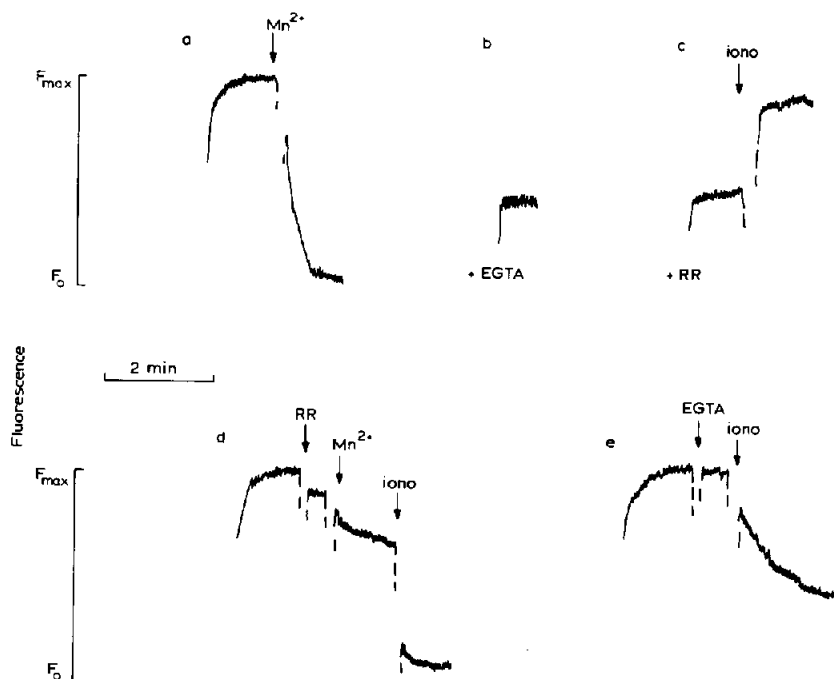 a
Mn²⁺
b
c
iono
Fmax
Fo
+ EGTA
+ RR
2 min
Fluorescence
d
RR
Mn²⁺
iono
e
EGTA
iono
Fmax
Fo